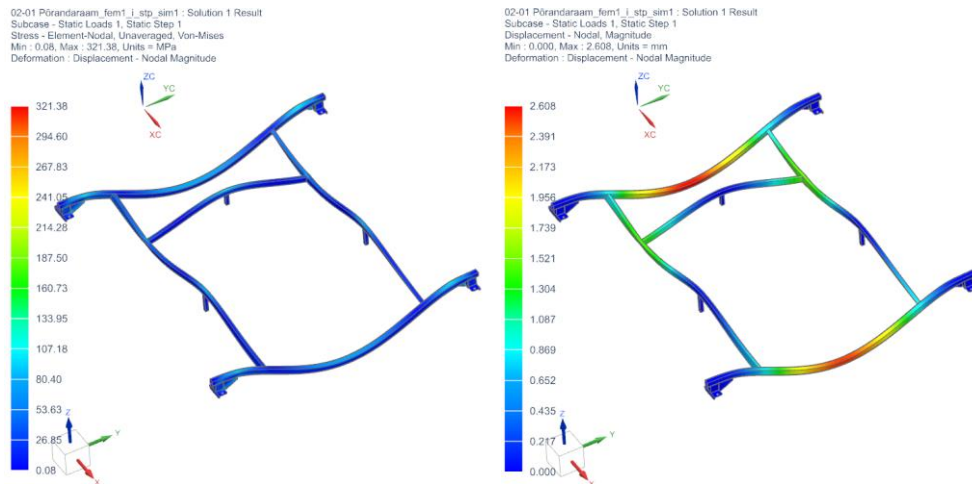 02-01 Põrandaraam_fem1_i_stp_sim1 : Solution 1 Result
Subcase - Static Loads 1, Static Step 1
Stress - Element-Nodal, Unaveraged, Von-Mises
Min : 0.08, Max : 321.38, Units = MPa
Deformation : Displacement - Nodal Magnitude
ZC
YC
XC
321.38
294.60
267.83
241.05
214.28
187.50
160.73
133.95
107.18
80.40
53.63
26.85
0.08
Z
Y
X
02-01 Põrandaraam_fem1_i_stp_sim1 : Solution 1 Result
Subcase - Static Loads 1, Static Step 1
Displacement - Nodal, Magnitude
Min : 0.000, Max : 2.608, Units = mm
Deformation : Displacement - Nodal Magnitude
ZC
YC
XC
2.608
2.391
2.173
1.956
1.739
1.521
1.304
1.087
0.869
0.652
0.435
0.217
0.000
Z
Y
X